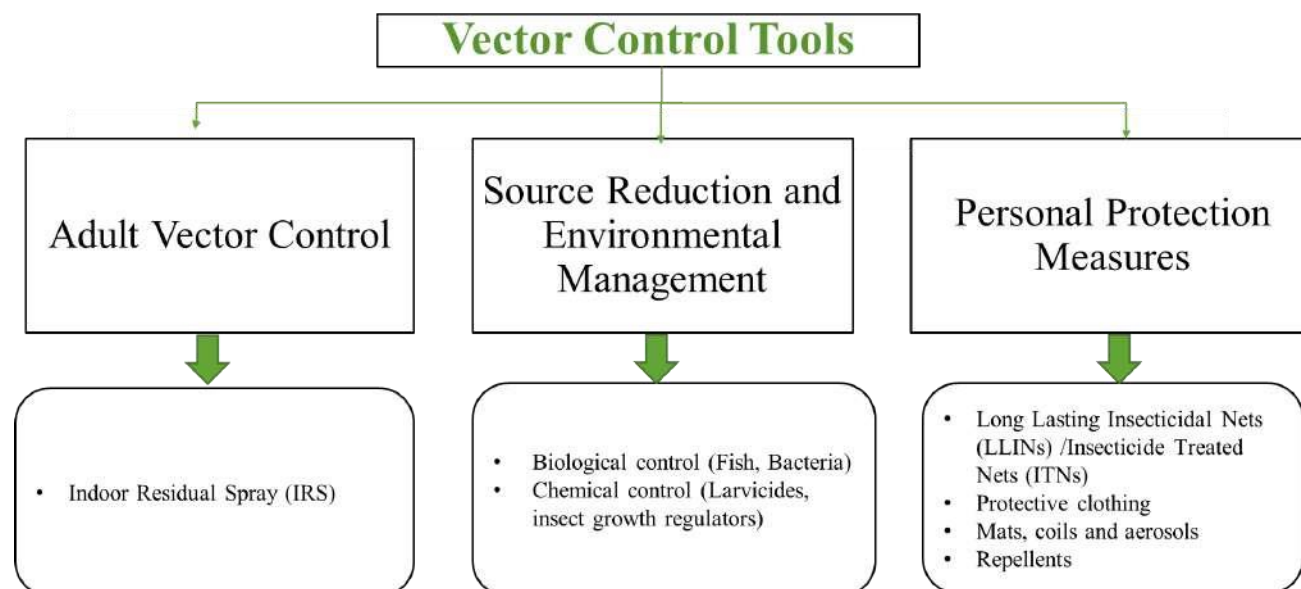 Vector Control Tools
Adult Vector Control
Source Reduction and
Environmental
Management
Personal Protection
Measures
• Indoor Residual Spray (IRS)
• Biological control (Fish, Bacteria)
• Chemical control (Larvicides,
insect growth regulators)
• Long Lasting Insecticidal Nets
(LLINs) /Insecticide Treated
Nets (ITNs)
• Protective clothing
• Mats, coils and aerosols
• Repellents